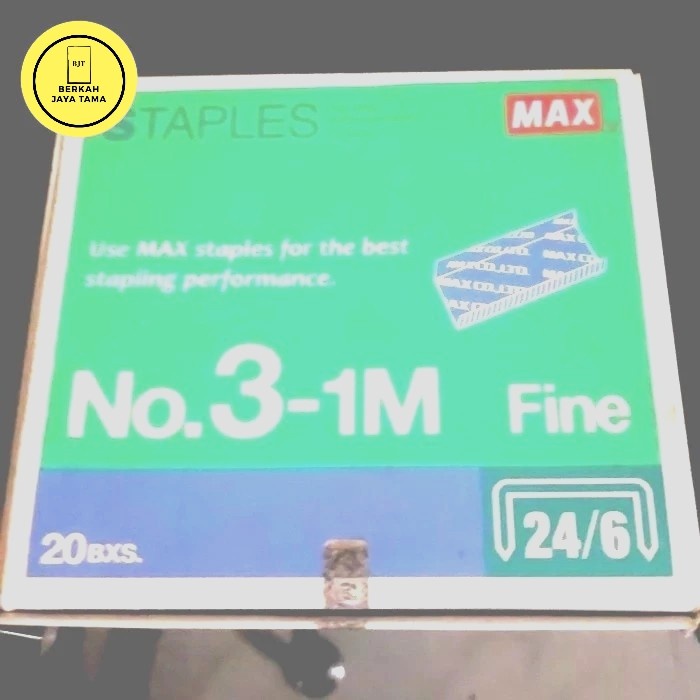 BJT
BERKAH
JAYA TAMA
STAPLES
MAX
Use MAX staples for the best
stapling performance.
MAX CO., LTD.
No.3-1M Fine
20BXS.
24/6